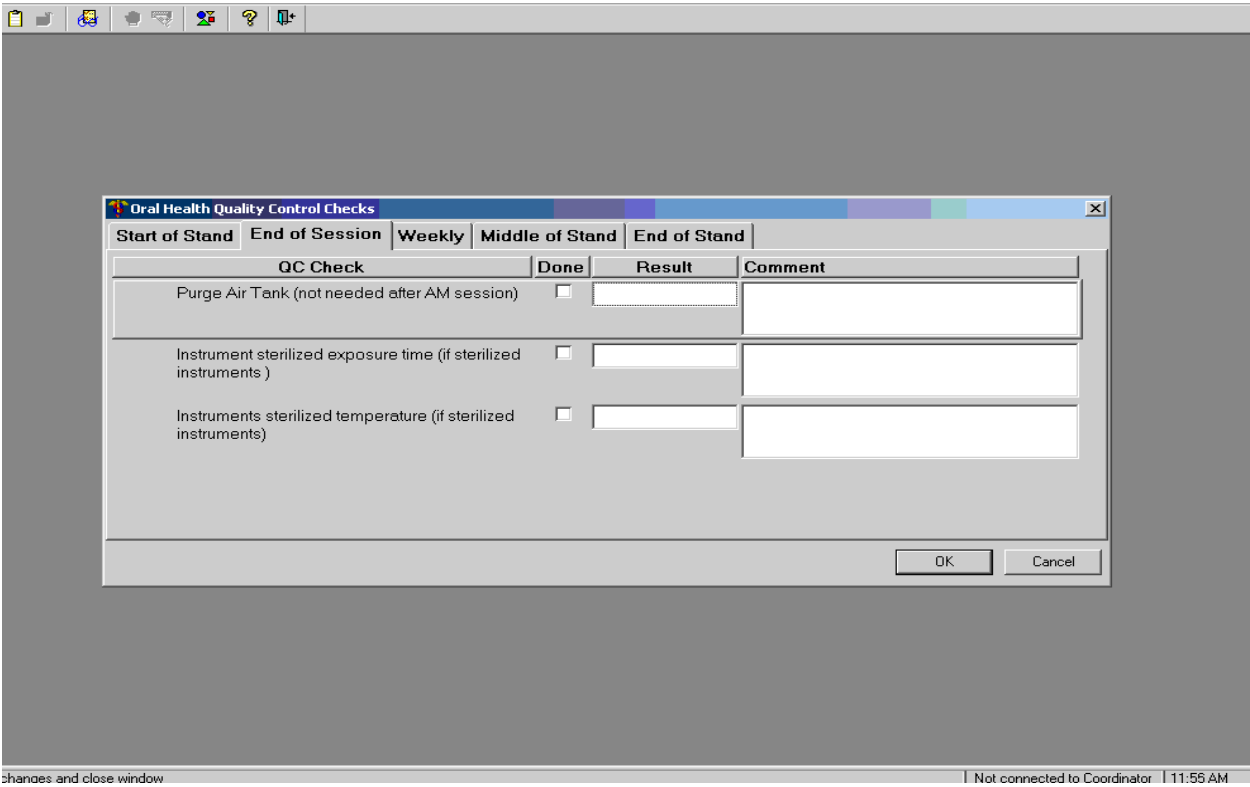 Oral Health Quality Control Checks
Start of Stand End of Session Weekly Middle of Stand End of Stand
QC Check Done Result Comment
Purge Air Tank (not needed after AM session)
Instrument sterilized exposure time (if sterilized
instruments )
Instruments sterilized temperature (if sterilized
instruments)
OK Cancel
changes and close window Not connected to Coordinator 11:56 AM